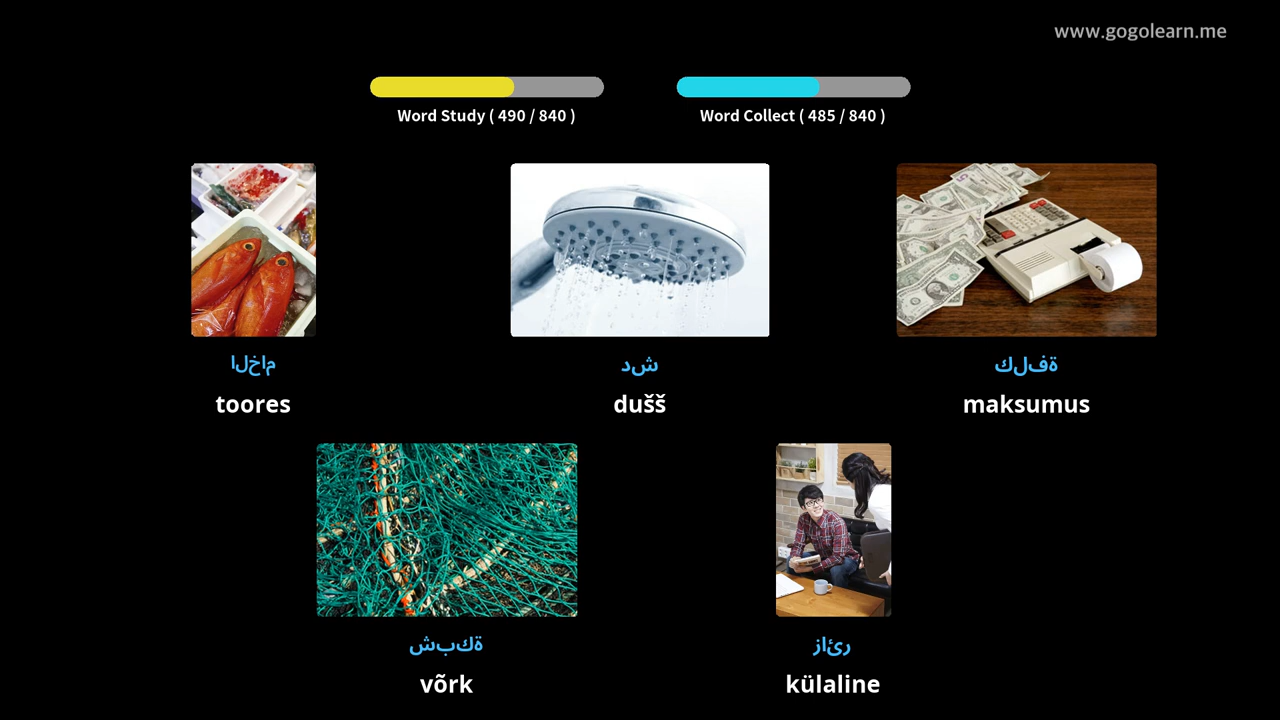 www.gogolearn.me
Word Study ( 490 / 840 )
Word Collect ( 485 / 840 )
الخام
دش
كلفة
toores
dušš
maksumus
شبكة
زائر
võrk
külaline